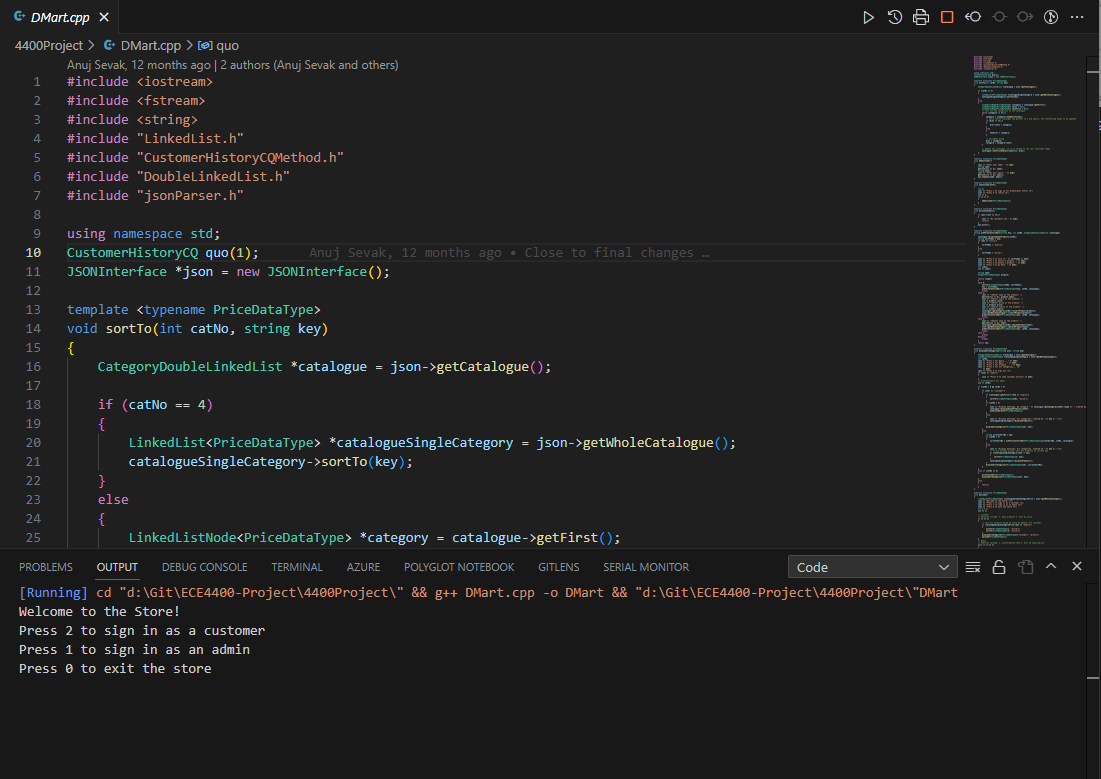 DMart.cpp
4400Project > DMart.cpp > quo
Anuj Sevak, 12 months ago | 2 authors (Anuj Sevak and others)
1 #include <iostream>
2 #include <fstream>
3 #include <string>
4 #include "LinkedList.h"
5 #include "CustomerHistoryCQMethod.h"
6 #include "DoubleLinkedList.h"
7 #include "jsonParser.h"
8
9 using namespace std;
10 CustomerHistoryCQ quo(1); Anuj Sevak, 12 months ago • Close to final changes …
11 JSONInterface *json = new JSONInterface();
12
13 template <typename PriceDataType>
14 void sortTo(int catNo, string key)
15 {
16 CategoryDoubleLinkedList *catalogue = json->getCatalogue();
17
18 if (catNo == 4)
19 {
20 LinkedList<PriceDataType> *catalogueSingleCategory = json->getWholeCatalogue();
21 catalogueSingleCategory->sortTo(key);
22 }
23 else
24 {
25 LinkedListNode<PriceDataType> *category = catalogue->getFirst();
PROBLEMS OUTPUT DEBUG CONSOLE TERMINAL AZURE POLYGLOT NOTEBOOK GITLENS SERIAL MONITOR Code
[Running] cd "d:\Git\ECE4400-Project\4400Project\" && g++ DMart.cpp -o DMart && "d:\Git\ECE4400-Project\4400Project\"DMart
Welcome to the Store!
Press 2 to sign in as a customer
Press 1 to sign in as an admin
Press 0 to exit the store